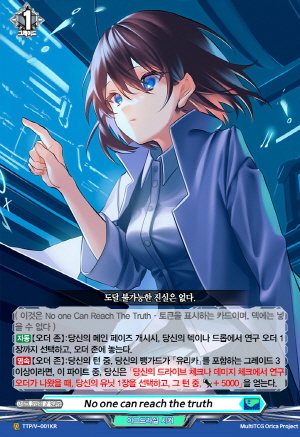 1
그레이드
도달 불가능한 진실은 없다.
( 이것은 No one Can Reach The Truth · 토큰을 표시하는 카드이며, 덱에는 넣
을 수 없다 )
자동【오더 존】:당신의 메인 페이즈 개시시, 당신의 덱이나 드롭에서 연구 오더 1
장까지 선택하고, 오더 존에 놓는다.
영속【오더 존】:당신의 턴 중, 당신의 뱅가드가 「유리카」를 포함하는 그레이드 3
이상이라면, 이 파이트 중, 당신은 「당신의 드라이브 체크나 데미지 체크에서 연구
오더가 나왔을 때, 당신의 유닛 1장을 선택하고, 그 턴 중, +5000」을 얻는다.
No one can reach the truth
TTP/V-001KR
MultiTCG Orica Project